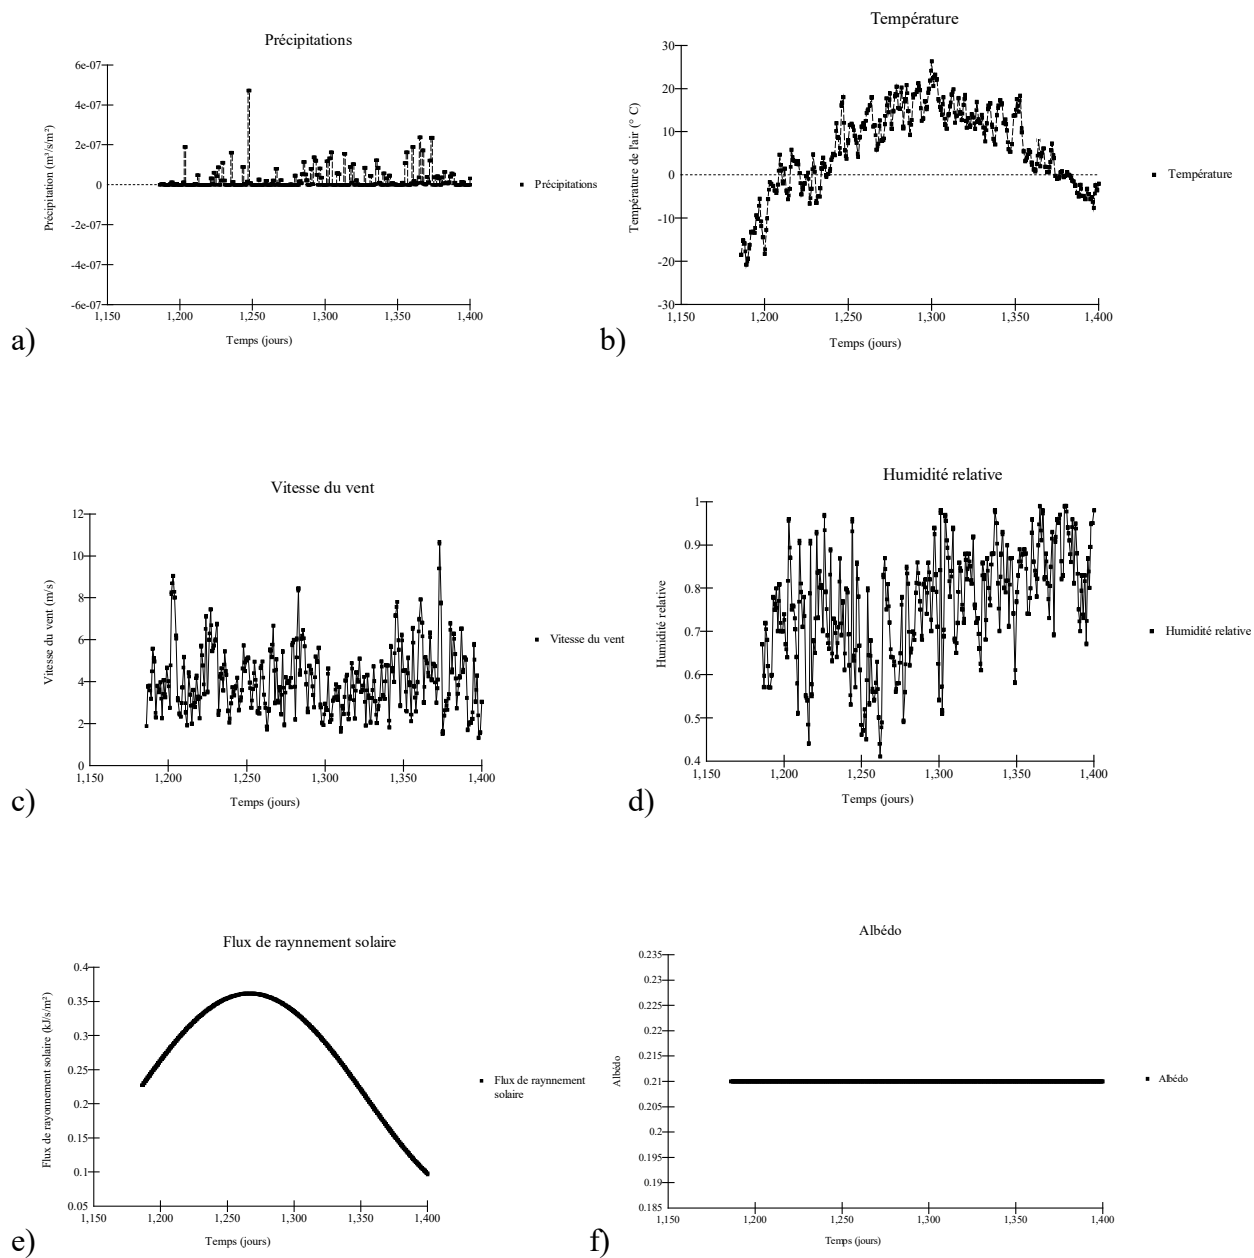 Précipitations
6e-07
4e-07
2e-07
0
-2e-07
-4e-07
-6e-07
Précipitation (m³/s/m²)
1,150 1,200 1,250 1,300 1,350 1,400
Temps (jours)
Précipitations
a)
Température
30
20
10
0
-10
-20
-30
Température de l'air (° C)
1,150 1,200 1,250 1,300 1,350 1,400
Temps (jours)
Température
b)
Vitesse du vent
12
10
8
6
4
2
0
Vitesse du vent (m/s)
1,150 1,200 1,250 1,300 1,350 1,400
Temps (jours)
Vitesse du vent
c)
Humidité relative
1
0.9
0.8
0.7
0.6
0.5
0.4
Humidité relative
1,150 1,200 1,250 1,300 1,350 1,400
Temps (jours)
Humidité relative
d)
Flux de raynnement solaire
0.4
0.35
0.3
0.25
0.2
0.15
0.1
0.05
Flux de rayonnement solaire (kJ/s/m²)
1,150 1,200 1,250 1,300 1,350 1,400
Temps (jours)
Flux de raynnement
solaire
e)
Albédo
0.235
0.23
0.225
0.22
0.215
0.21
0.205
0.2
0.195
0.19
0.185
Albédo
1,150 1,200 1,250 1,300 1,350 1,400
Temps (jours)
Albédo
f)